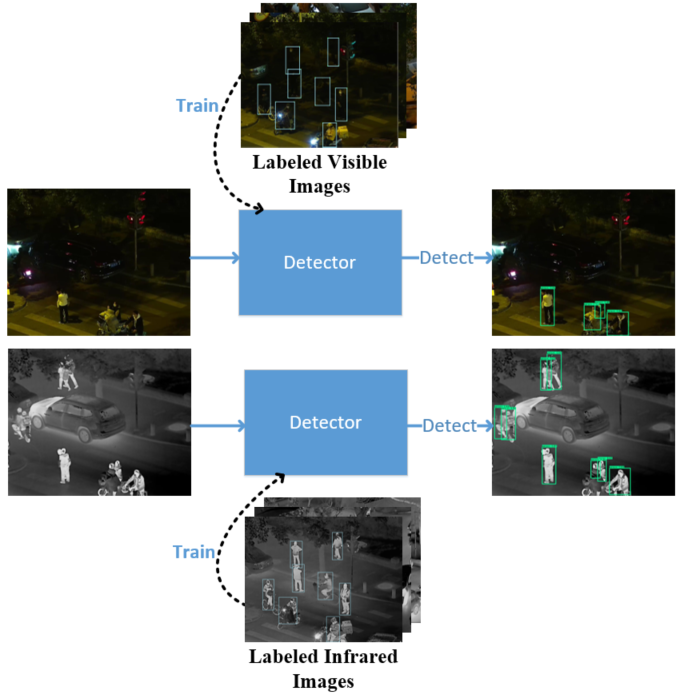 Train
Labeled Visible
Images
Detector
Detect
Detector
Detect
Train
Labeled Infrared
Images